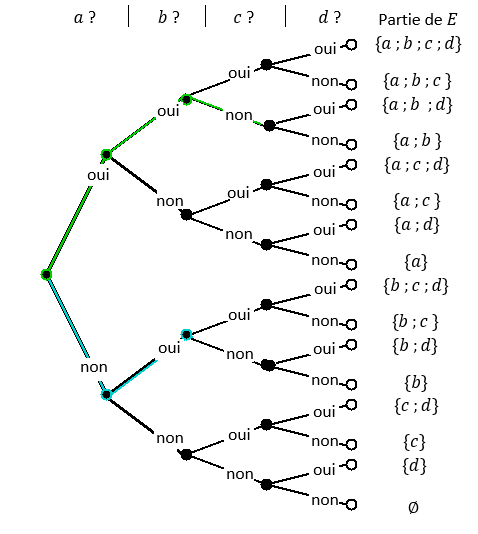 a ? | b ? | c ? | d ? Partie de E
oui {a ; b ; c ; d}
oui
non {a ; b ; c }
oui
oui {a ; b ; d}
non
non {a ; b }
oui
oui {a ; c ; d}
oui
non
non {a ; c }
oui {a ; d}
non
non {a}
oui {b ; c ; d}
oui
non {b ; c }
oui
oui {b ; d}
non
non
non {b}
oui {c ; d}
non
oui
non {c}
oui {d}
non
non ∅